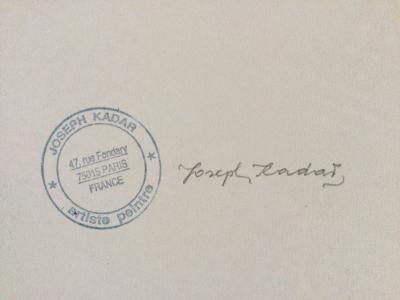 JOSEPH KADAR
47, rue Fondary
75015 PARIS
FRANCE
* artiste peintre *
Joseph Kadar